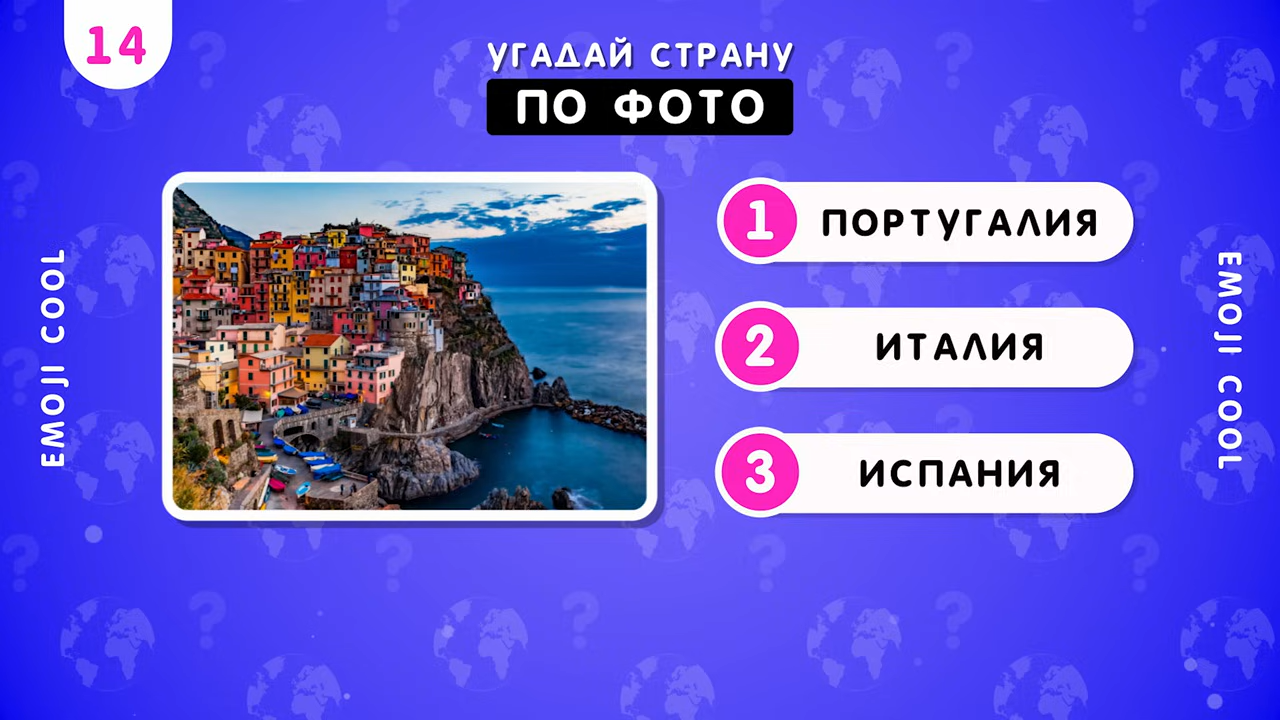 14
УГАДАЙ СТРАНУ
ПО ФОТО
EMOJI COOL
1 ПОРТУГАЛИЯ
2 ИТАЛИЯ
3 ИСПАНИЯ
EMOJI COOL